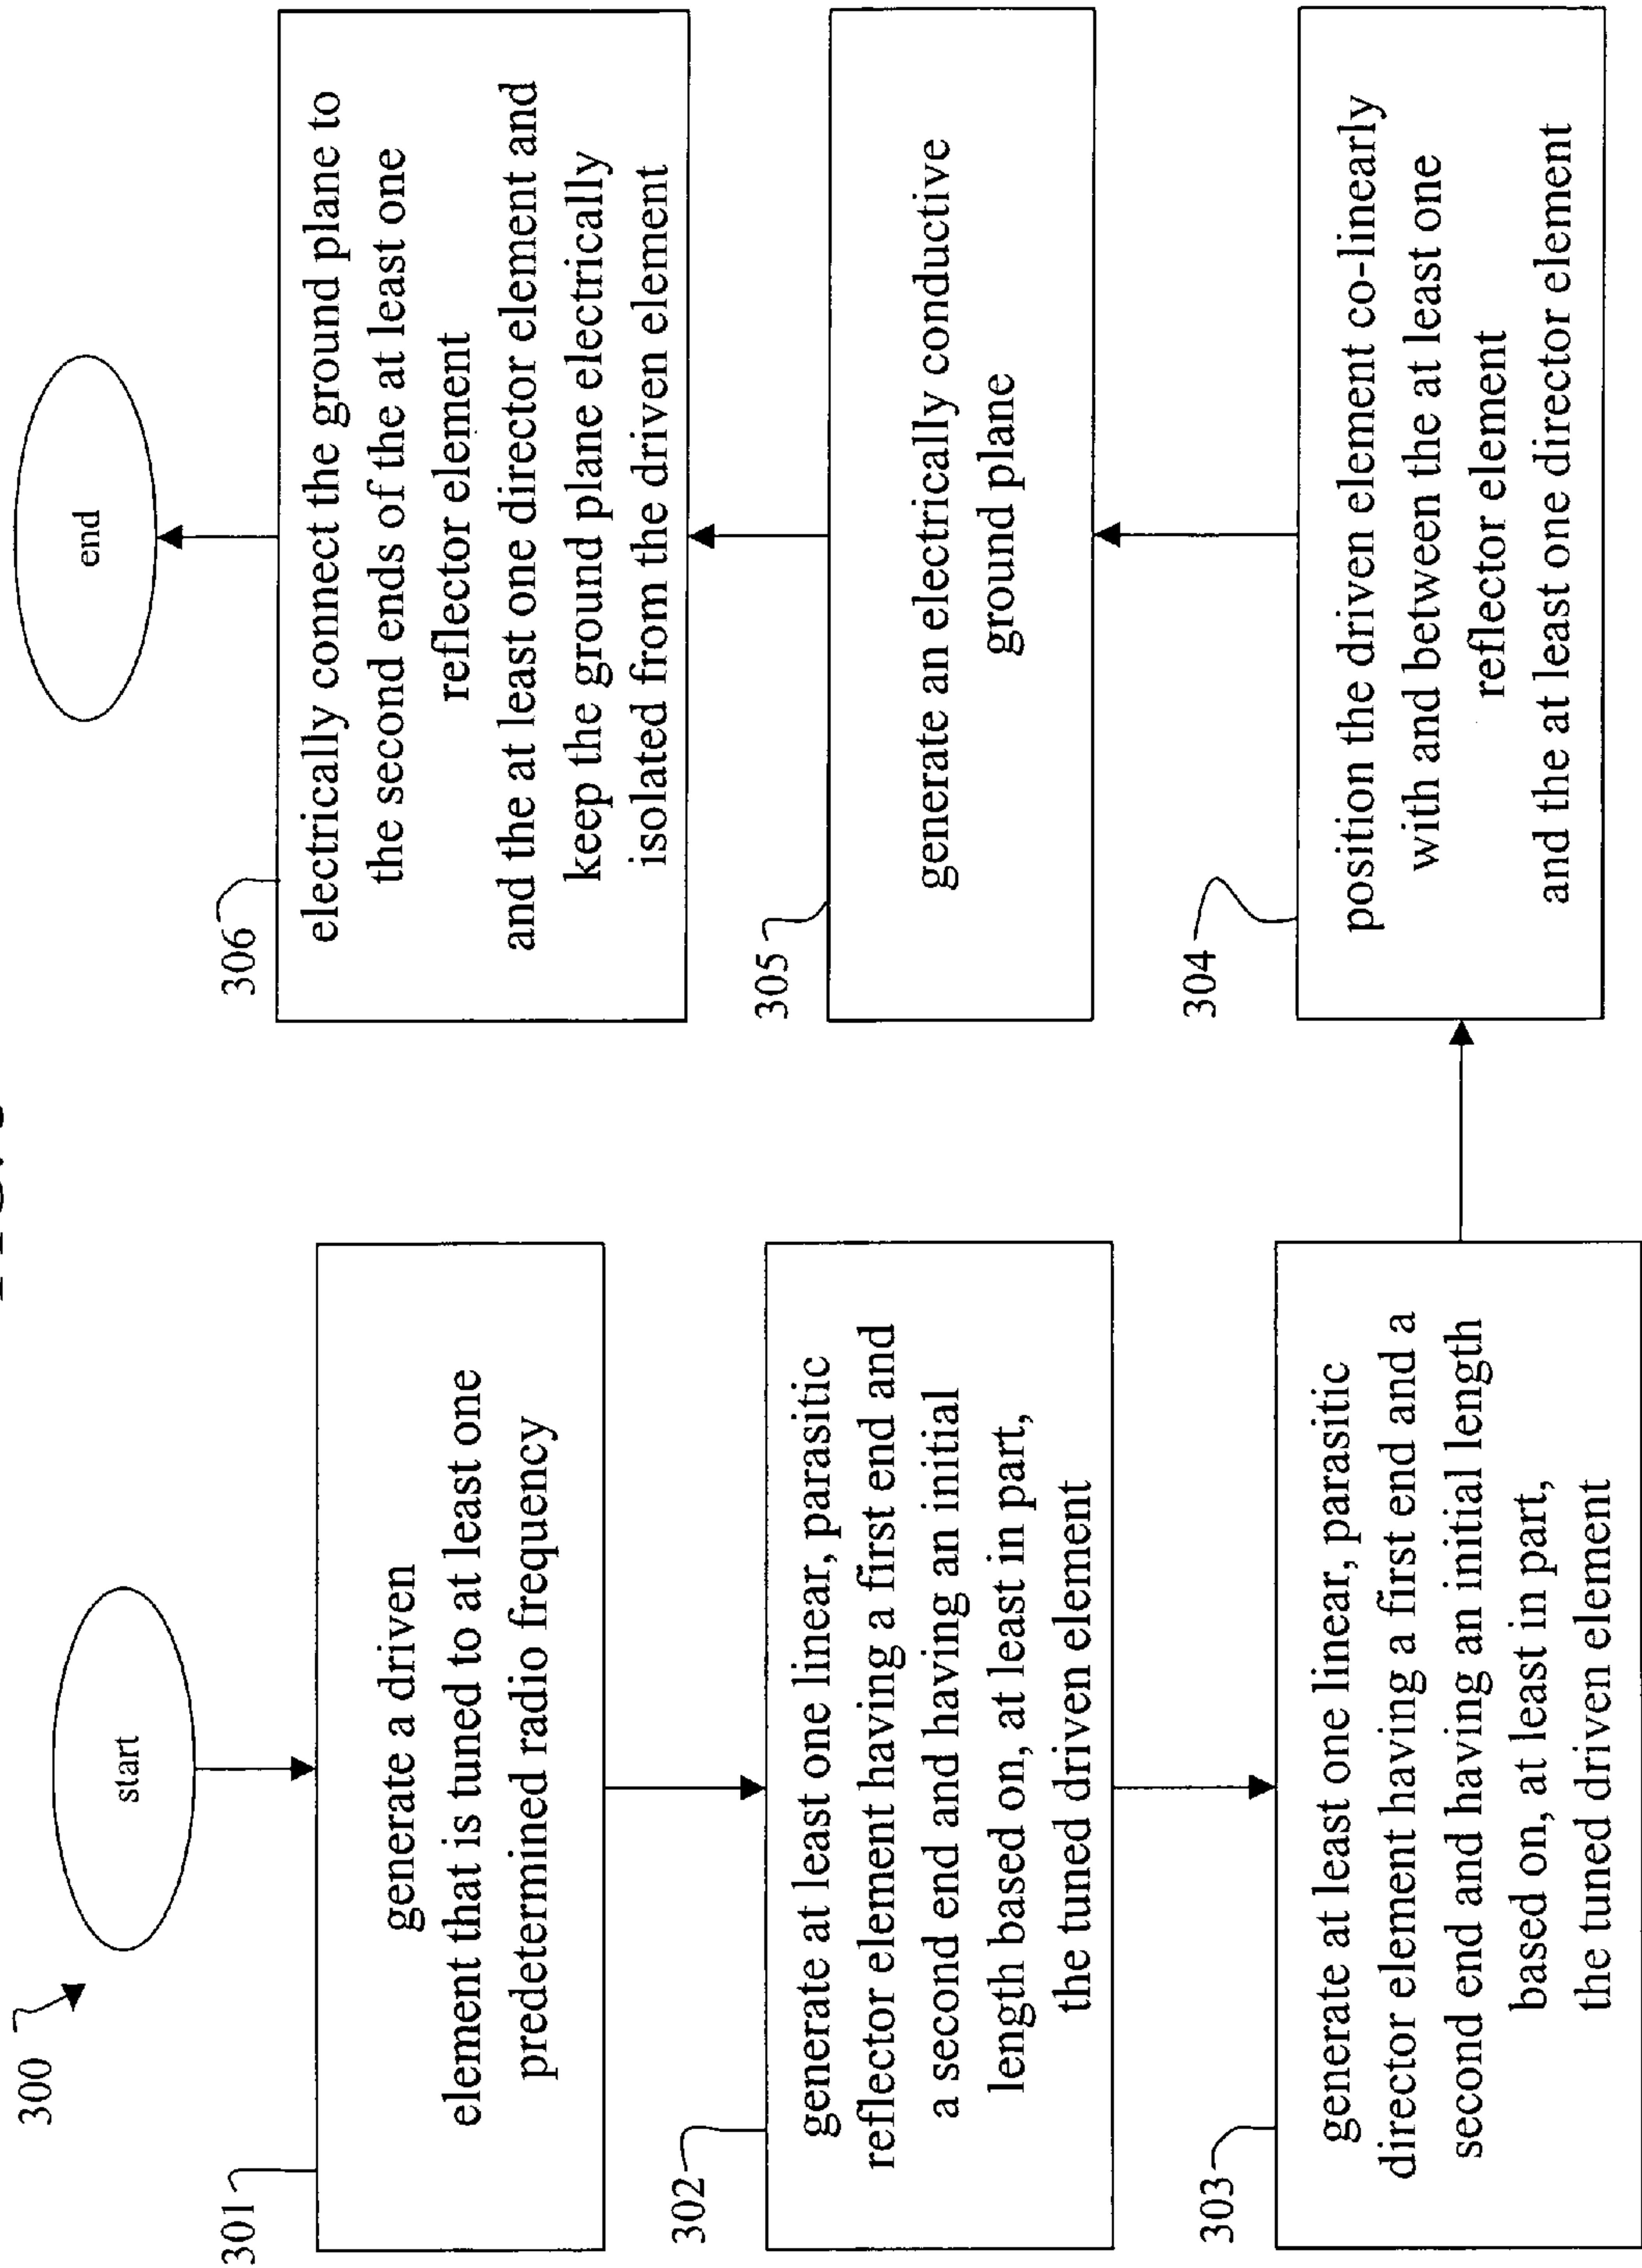 300
start
301
generate a driven
element that is tuned to at least one
predetermined radio frequency
302
generate at least one linear, parasitic
reflector element having a first end and
a second end and having an initial
length based on, at least in part,
the tuned driven element
303
generate at least one linear, parasitic
director element having a first end and a
second end and having an initial length
based on, at least in part,
the tuned driven element
304
position the driven element co-linearly
with and between the at least one
reflector element
and the at least one director element
305
generate an electrically conductive
ground plane
306
electrically connect the ground plane to
the second ends of the at least one
reflector element
and the at least one director element and
keep the ground plane electrically
isolated from the driven element
end